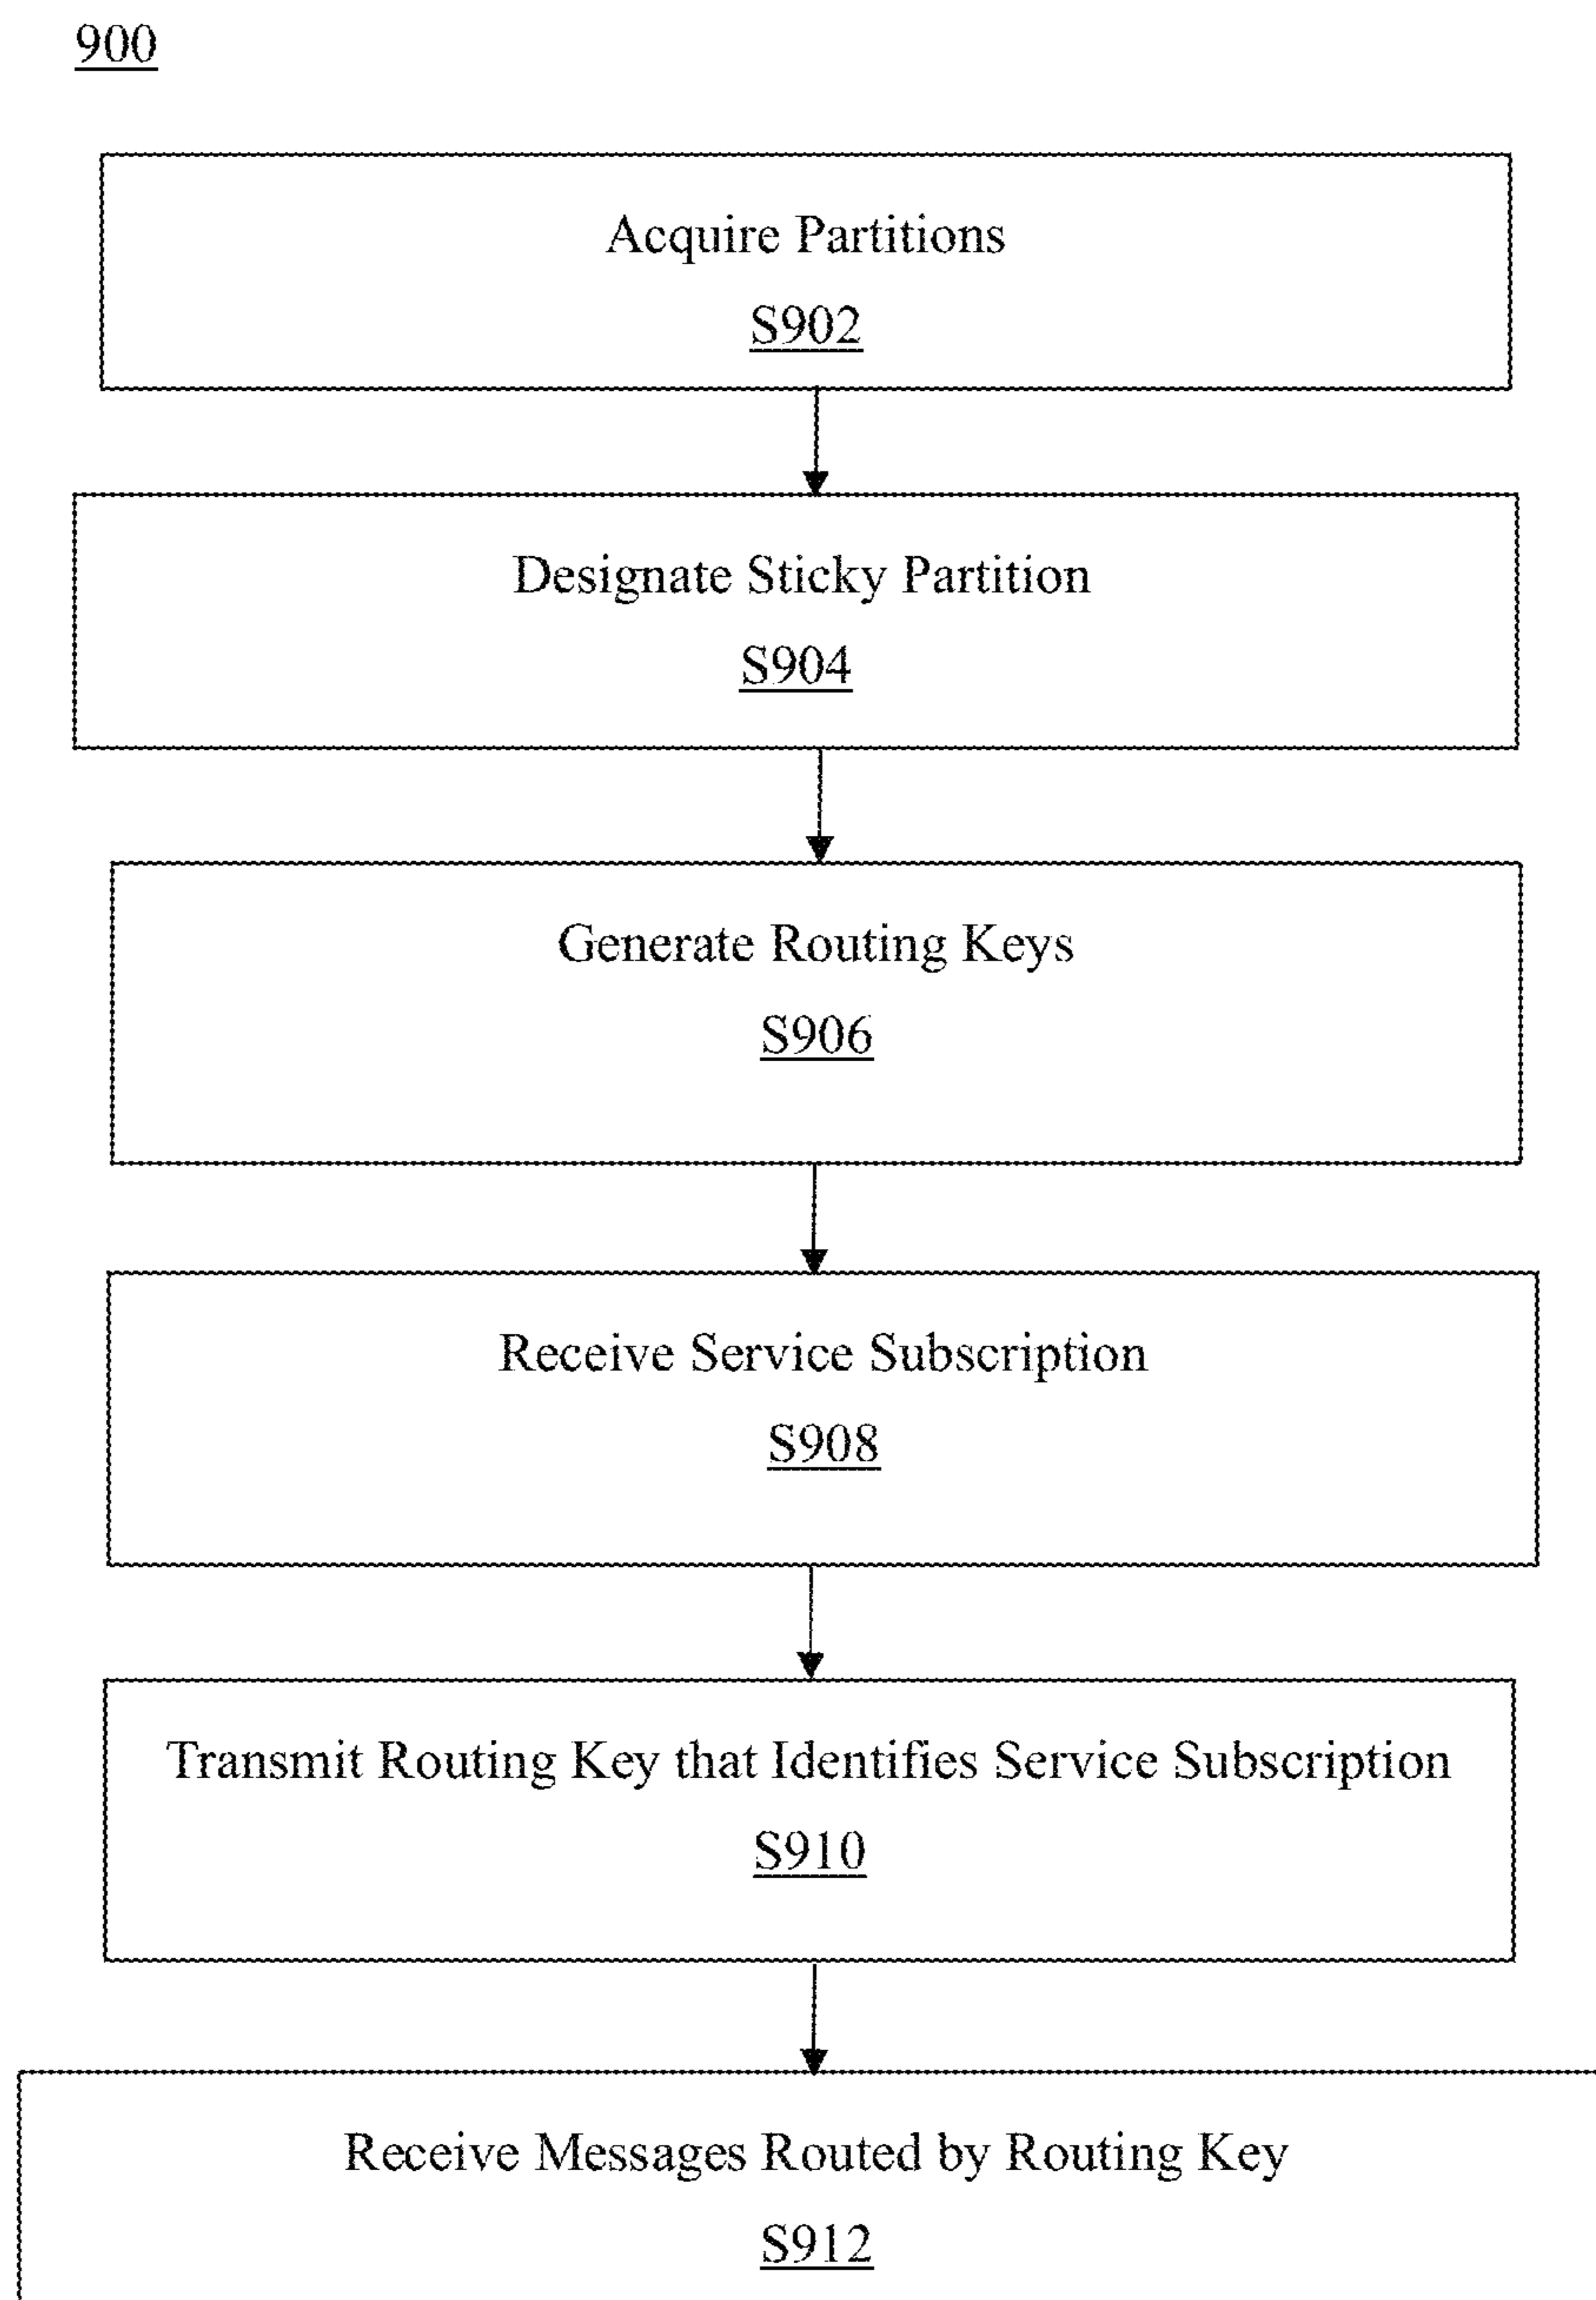 900
Acquire Partitions
S902
Designate Sticky Partition
S904
Generate Routing Keys
S906
Receive Service Subscription
S908
Transmit Routing Key that Identifies Service Subscription
S910
Receive Messages Routed by Routing Key
S912